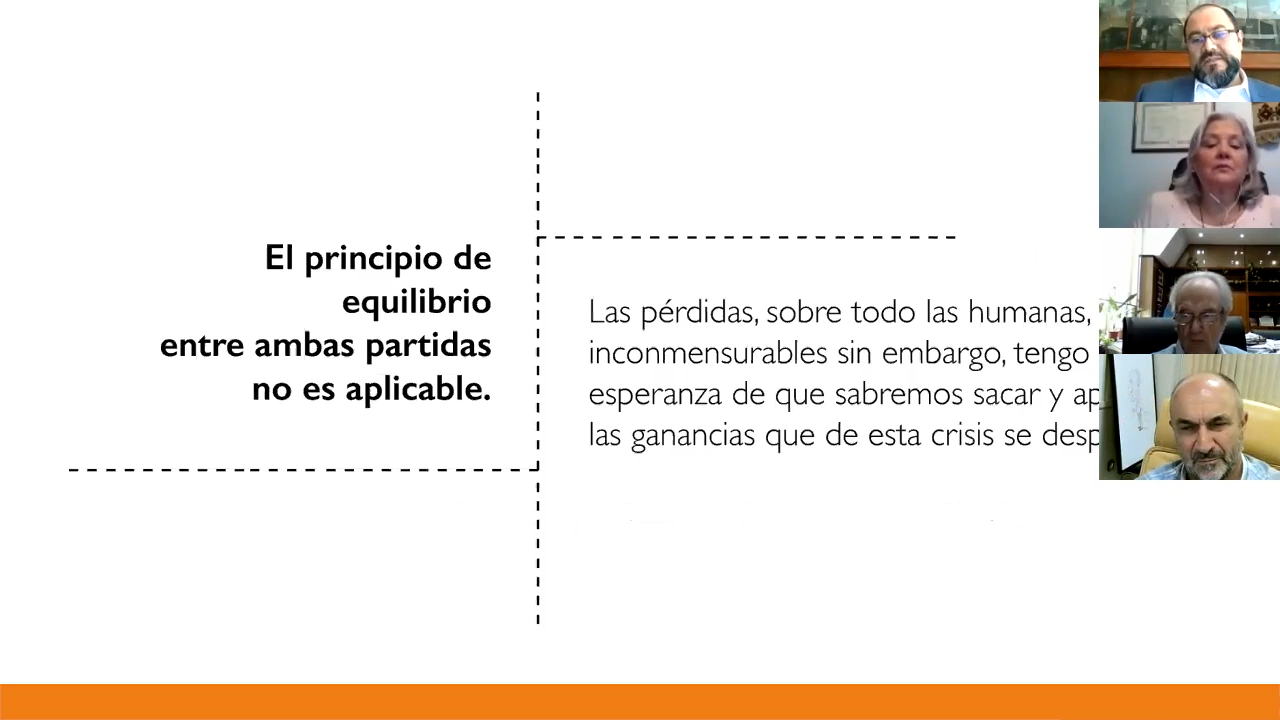 El principio de
equilibrio
entre ambas partidas
no es aplicable.
Las pérdidas, sobre todo las humanas,
inconmensurables sin embargo, tengo
esperanza de que sabremos sacar y
las ganancias que de esta crisis se